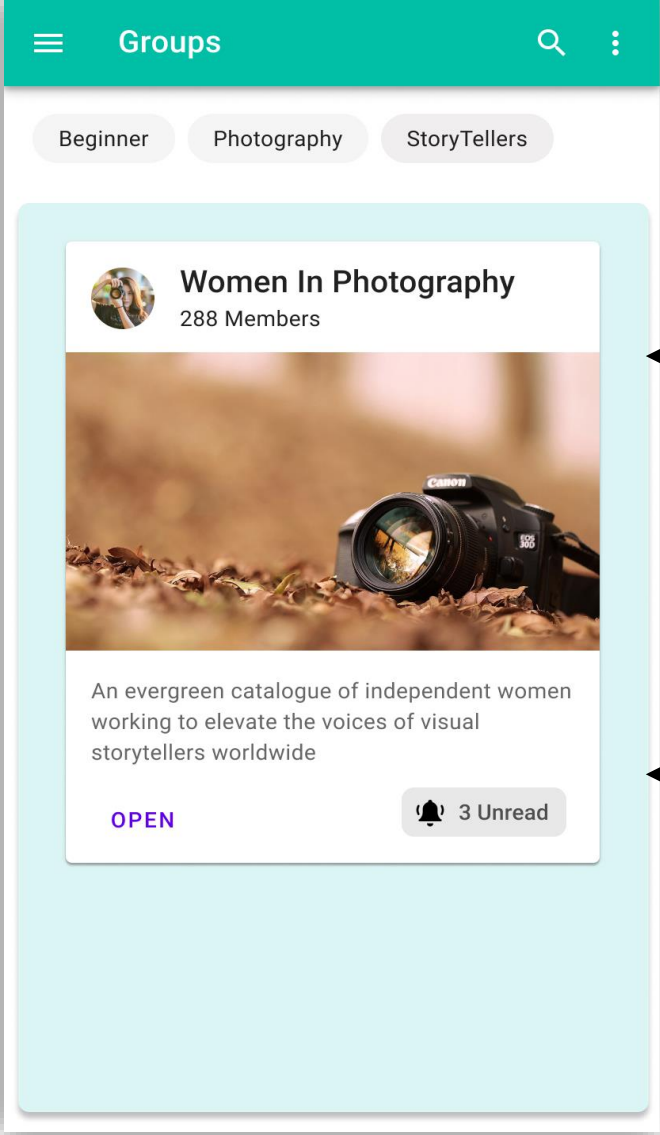 Groups
Beginner Photography StoryTellers
Women In Photography
288 Members
Canon
EOS
30D
An evergreen catalogue of independent women
working to elevate the voices of visual
storytellers worldwide
OPEN 3 Unread